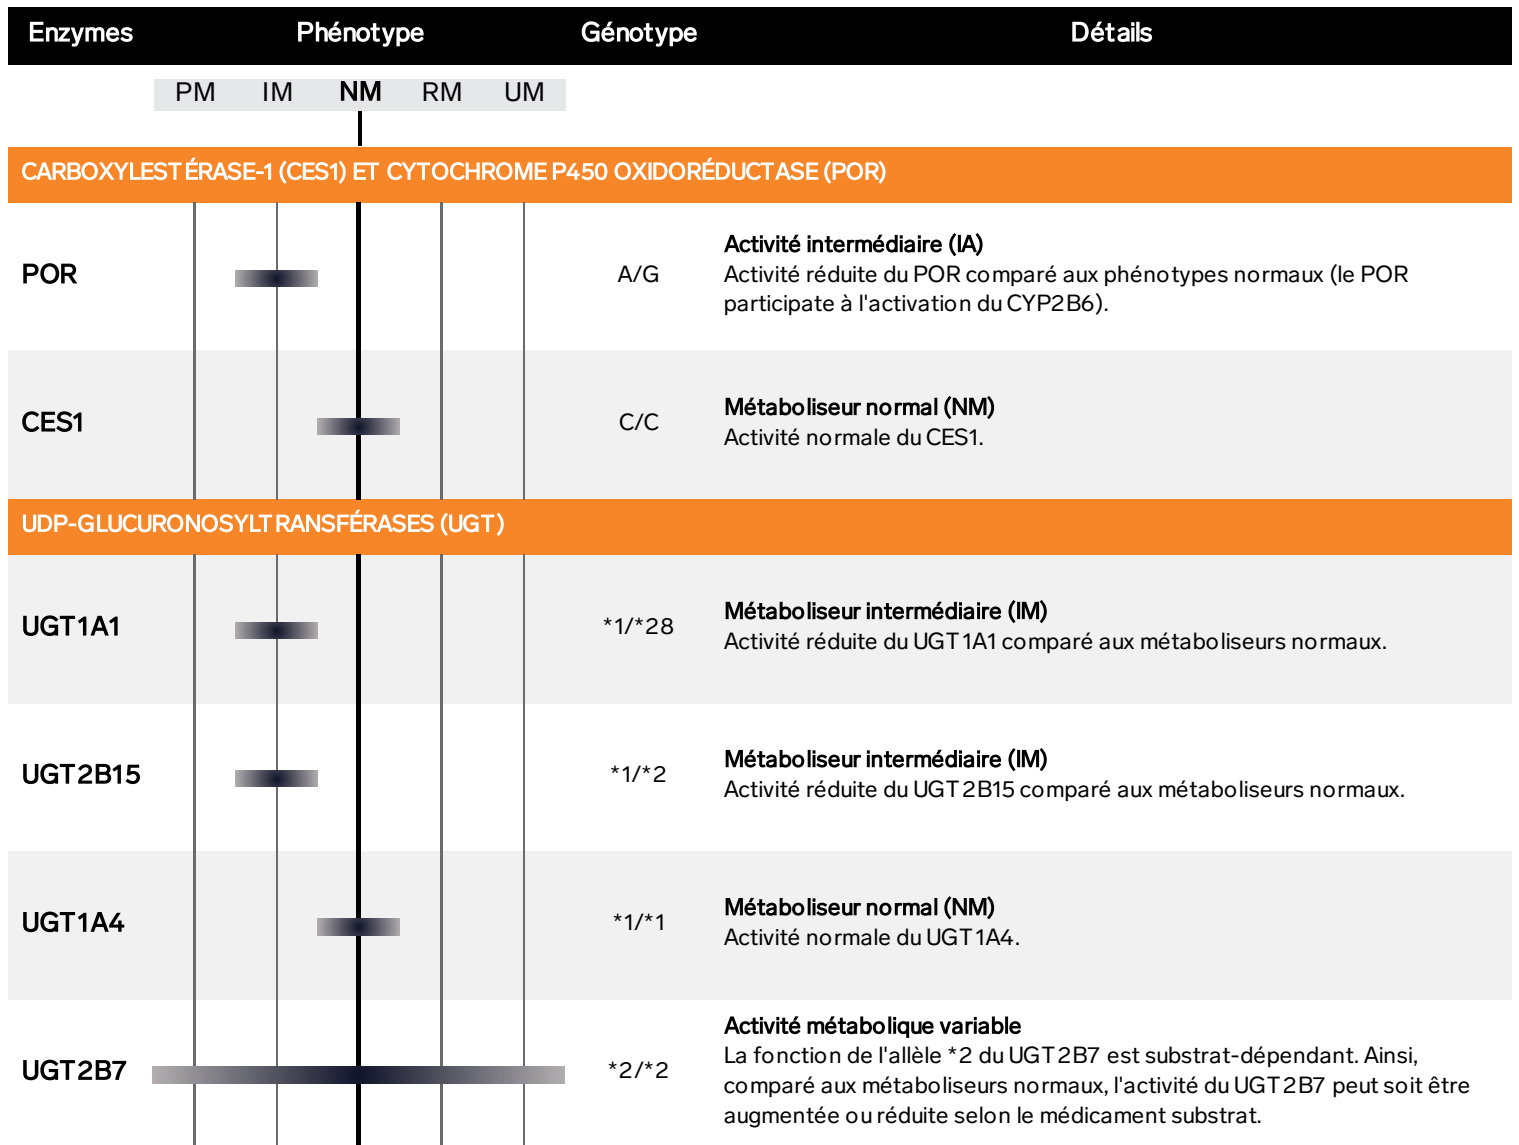 Enzymes Phénotype Génotype Détails
PM IM NM RM UM
CARBOXYLESTÉRASE-1 (CES1) ET CYTOCHROME P450 OXIDORÉDUCTASE (POR)
Activité intermédiaire (IA)
POR A/G Activité réduite du POR comparé aux phénotypes normaux (le POR
participate à l'activation du CYP2B6).
Métaboliseur normal (NM)
CES1 C/C
Activité normale du CES1.
UDP-GLUCURONOSYLTRANSFÉRASES (UGT)
Métaboliseur intermédiaire (IM)
UGT1A1 *1/*28
Activité réduite du UGT1A1 comparé aux métaboliseurs normaux.
Métaboliseur intermédiaire (IM)
UGT2B15 *1/*2
Activité réduite du UGT2B15 comparé aux métaboliseurs normaux.
Métaboliseur normal (NM)
UGT1A4 *1/*1
Activité normale du UGT1A4.
Activité métabolique variable
La fonction de l'allèle *2 du UGT2B7 est substrat-dépendant. Ainsi,
UGT2B7 *2/*2
comparé aux métaboliseurs normaux, l'activité du UGT2B7 peut soit être
augmentée ou réduite selon le médicament substrat.